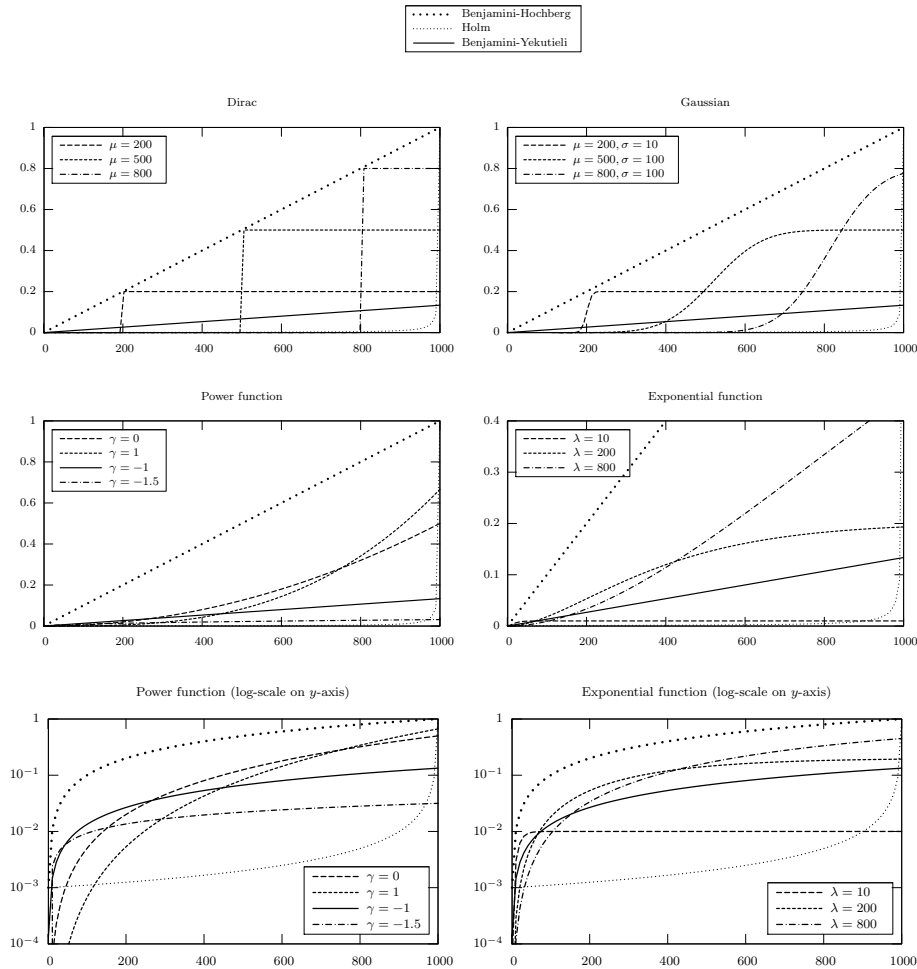 Benjamini-Hochberg
Holm
Benjamini-Yekutieli
Dirac
1
0.8
0.6
0.4
0.2
0
0 200 400 600 800 1000
μ = 200
μ = 500
μ = 800
Gaussian
1
0.8
0.6
0.4
0.2
0
0 200 400 600 800 1000
μ = 200, σ = 10
μ = 500, σ = 100
μ = 800, σ = 100
Power function
1
0.8
0.6
0.4
0.2
0
0 200 400 600 800 1000
γ = 0
γ = 1
γ = −1
γ = −1.5
Exponential function
0.4
0.3
0.2
0.1
0
0 200 400 600 800 1000
λ = 10
λ = 200
λ = 800
Power function (log-scale on y-axis)
1
10⁻¹
10⁻²
10⁻³
10⁻⁴
0 200 400 600 800 1000
γ = 0
γ = 1
γ = −1
γ = −1.5
Exponential function (log-scale on y-axis)
1
10⁻¹
10⁻²
10⁻³
10⁻⁴
0 200 400 600 800 1000
λ = 10
λ = 200
λ = 800